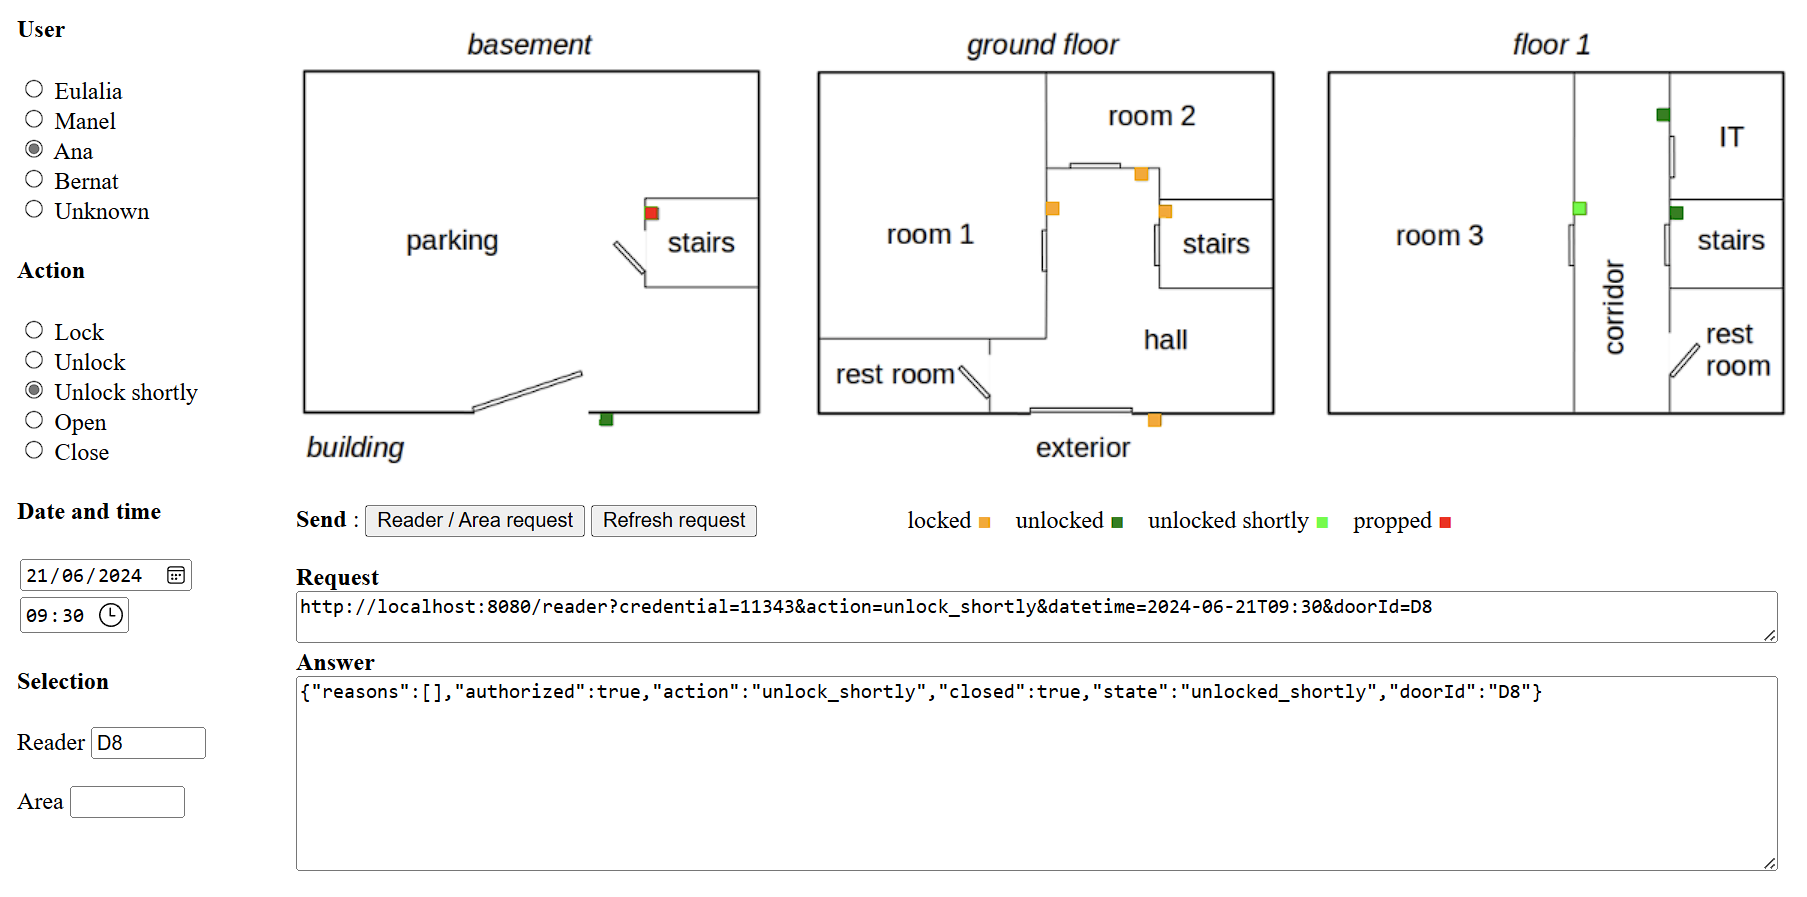 User
Eulalia
Manel
Ana
Bernat
Unknown
Action
Lock
Unlock
Unlock shortly
Open
Close
Date and time
21/06/2024
09:30
Selection
Reader D8
Area
basement
parking
stairs
building
ground floor
room 2
room 1
stairs
hall
rest room
exterior
floor 1
IT
room 3
stairs
corridor
rest
room
Send : Reader / Area request Refresh request
locked unlocked unlocked shortly propped
Request
http://localhost:8080/reader?credential=11343&action=unlock_shortly&datetime=2024-06-21T09:30&doorId=D8
Answer
{"reasons":[],"authorized":true,"action":"unlock_shortly","closed":true,"state":"unlocked_shortly","doorId":"D8"}